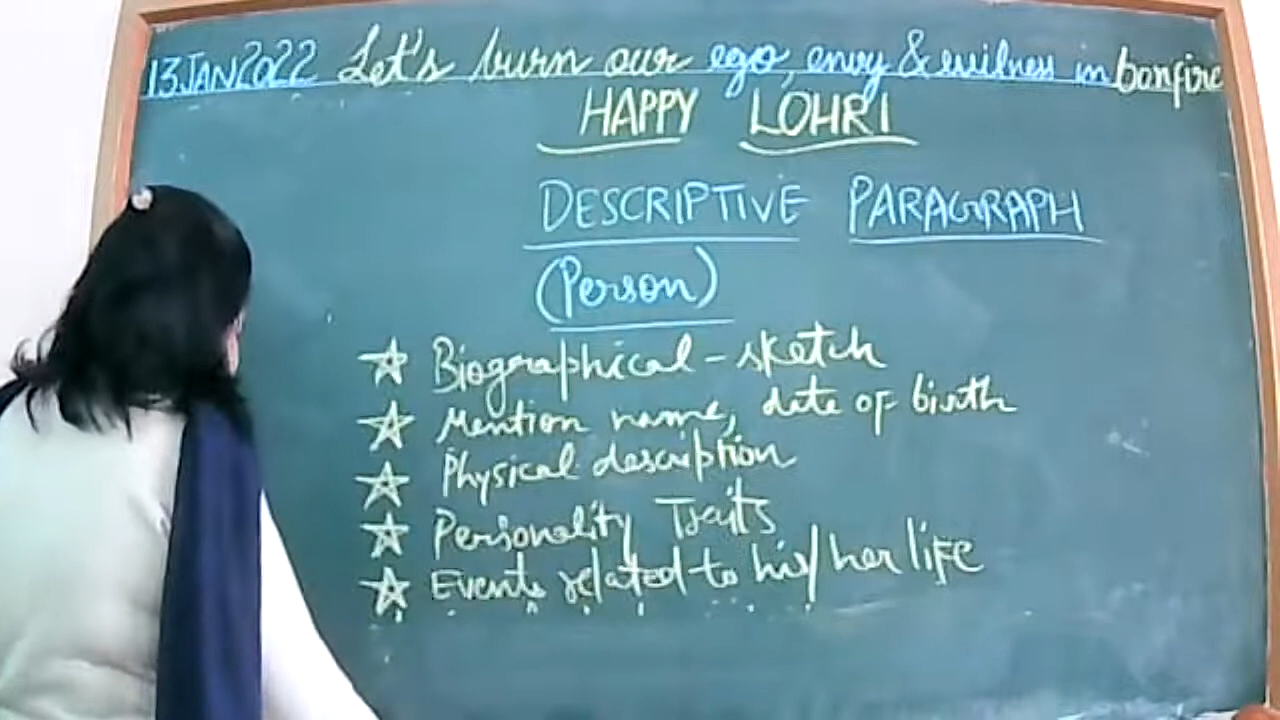 13 JAN 2022 Let's burn our ego, envy & evilness in bonfire
HAPPY LOHRI
DESCRIPTIVE PARAGRAPH
(Person)
☆ Biographical - sketch
☆ Mention name, date of birth
☆ Physical description
☆ Personality Traits
☆ Events related to his/her life